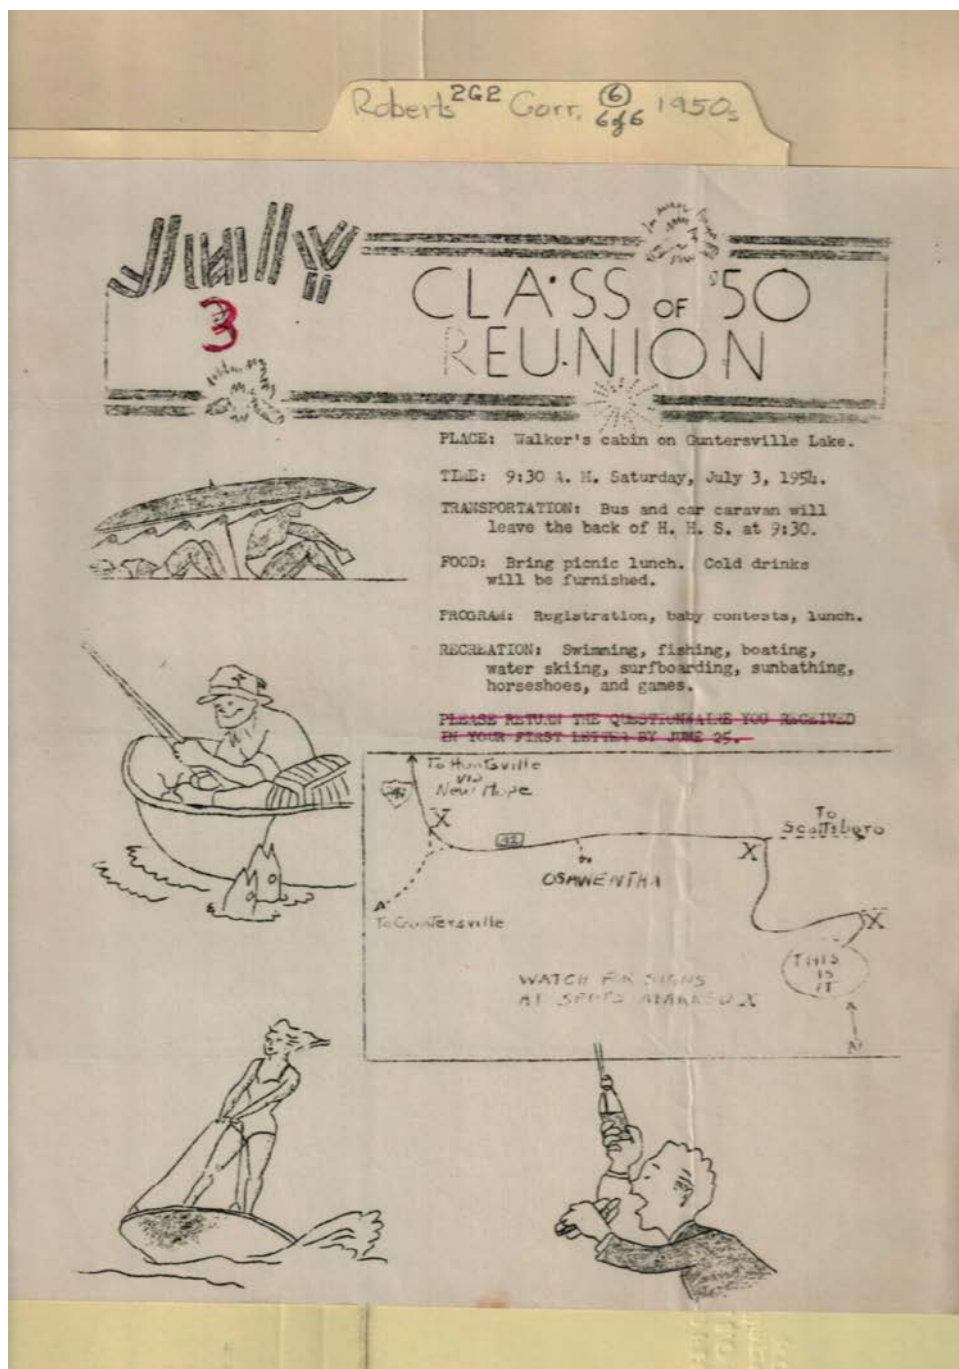 Roberts 2G2 Corr. 6 1950s
6 of 6
July
3
CLASS OF '50
REUNION
PLACE: Walker's cabin on Guntersville Lake.
TIME: 9:30 A. M. Saturday, July 3, 1954.
TRANSPORTATION: Bus and car caravan will
leave the back of H. H. S. at 9:30.
FOOD: Bring picnic lunch. Cold drinks
will be furnished.
PROGRAM: Registration, baby contests, lunch.
RECREATION: Swimming, fishing, boating,
water skiing, surfboarding, sunbathing,
horseshoes, and games.
PLEASE RETURN THE QUESTIONNAIRE YOU RECEIVED
IN YOUR FIRST LETTER BY JUNE 25.
To Huntsville
via
New Hope
X
To
Scottsboro
X
to
OSAWENTHA
To Guntersville
X
THIS
IS
IT
WATCH FOR SIGNS
AT SPOTS MARKED X
N